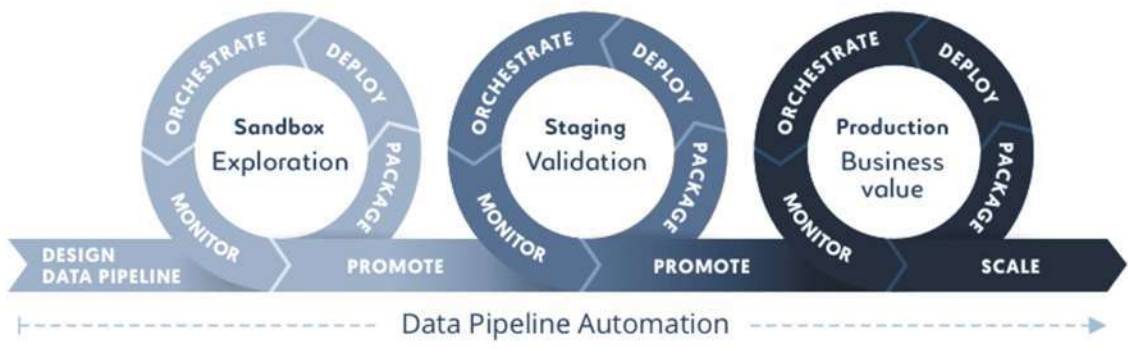 ORCHESTRATE
DEPLOY
PACKAGE
MONITOR
Sandbox
Exploration
ORCHESTRATE
DEPLOY
PACKAGE
MONITOR
Staging
Validation
ORCHESTRATE
DEPLOY
PACKAGE
MONITOR
Production
Business
value
DESIGN
DATA PIPELINE
PROMOTE
PROMOTE
SCALE
Data Pipeline Automation